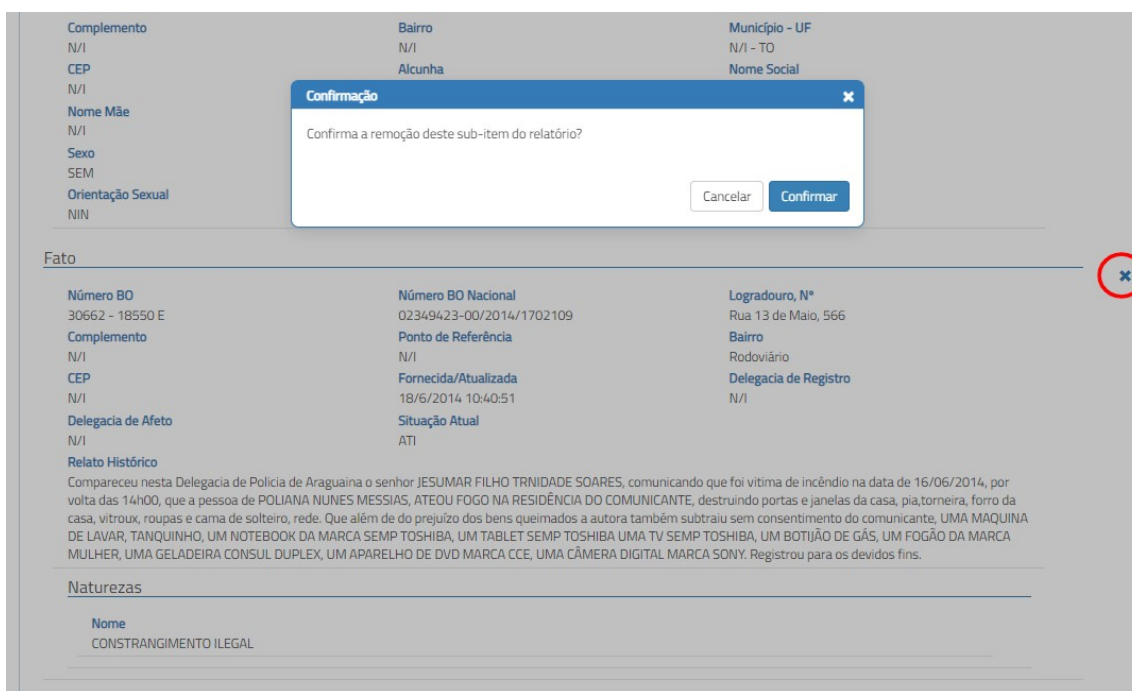 Complemento Bairro Município - UF
N/I N/I N/I - TO
CEP Alcunha Nome Social
N/I
Confirmação
Nome Mãe
N/I
Confirma a remoção deste sub-item do relatório?
Sexo
SEM
Orientação Sexual
Cancelar Confirmar
NIN
Fato
Número BO Número BO Nacional Logradouro, Nº
30662 - 18550 E 02349423-00/2014/1702109 Rua 13 de Maio, 566
Complemento Ponto de Referência Bairro
N/I N/I Rodoviário
CEP Fornecida/Atualizada Delegacia de Registro
N/I 18/6/2014 10:40:51 N/I
Delegacia de Afeto Situação Atual
N/I ATI
Relato Histórico
Compareceu nesta Delegacia de Policia de Araguaina o senhor JESUMAR FILHO TRNIDADE SOARES, comunicando que foi vitima de incêndio na data de 16/06/2014, por
volta das 14h00, que a pessoa de POLIANA NUNES MESSIAS, ATEOU FOGO NA RESIDÊNCIA DO COMUNICANTE, destruindo portas e janelas da casa, pia,torneira, forro da
casa, vitroux, roupas e cama de solteiro, rede. Que além de do prejuízo dos bens queimados a autora também subtraiu sem consentimento do comunicante, UMA MAQUINA
DE LAVAR, TANQUINHO, UM NOTEBOOK DA MARCA SEMP TOSHIBA, UM TABLET SEMP TOSHIBA UMA TV SEMP TOSHIBA, UM BOTIJÃO DE GÁS, UM FOGÃO DA MARCA
MULHER, UMA GELADEIRA CONSUL DUPLEX, UM APARELHO DE DVD MARCA CCE, UMA CÂMERA DIGITAL MARCA SONY. Registrou para os devidos fins.
Naturezas
Nome
CONSTRANGIMENTO ILEGAL